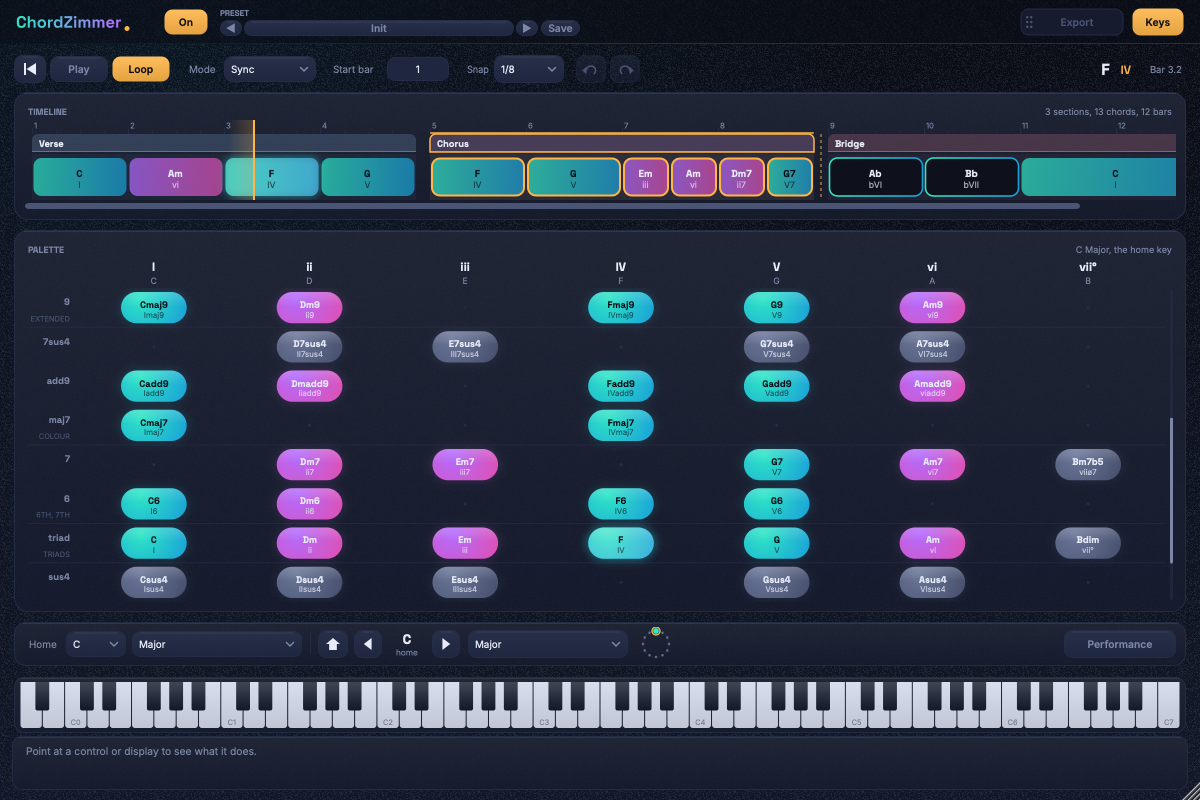 ChordZimmer
On
PRESET
Init
Save
Export
Keys
Play
Loop
Mode
Sync
Start bar
1
Snap
1/8
F IV Bar 3.2
TIMELINE
3 sections, 13 chords, 12 bars
1 2 3 4 5 6 7 8 9 10 11 12
Verse Chorus Bridge
C Am F G F G Em Am Dm7 G7 Ab Bb C
I vi IV V IV V iii vi ii7 V7 bVI bVII I
PALETTE
C Major, the home key
I ii iii IV V vi vii°
C D E F G A B
9 Cmaj9 Dm9 Fmaj9 G9 Am9
EXTENDED Imaj9 ii9 IVmaj9 V9 vi9
7sus4 D7sus4 E7sus4 G7sus4 A7sus4
II7sus4 III7sus4 V7sus4 VI7sus4
add9 Cadd9 Dmadd9 Fadd9 Gadd9 Amadd9
Iadd9 iiadd9 IVadd9 Vadd9 viadd9
maj7 Cmaj7 Fmaj7
COLOUR Imaj7 IVmaj7
7 Dm7 Em7 G7 Am7 Bm7b5
ii7 iii7 V7 vi7 viiø7
6 C6 Dm6 F6 G6
6TH, 7TH I6 ii6 IV6 V6
triad C Dm Em F G Am Bdim
TRIADS I ii iii IV V vi vii°
sus4 Csus4 Dsus4 Esus4 Gsus4 Asus4
Isus4 IIsus4 IIIsus4 Vsus4 VIsus4
Home C Major C Major Performance
home
C0 C1 C2 C3 C4 C5 C6 C7
Point at a control or display to see what it does.